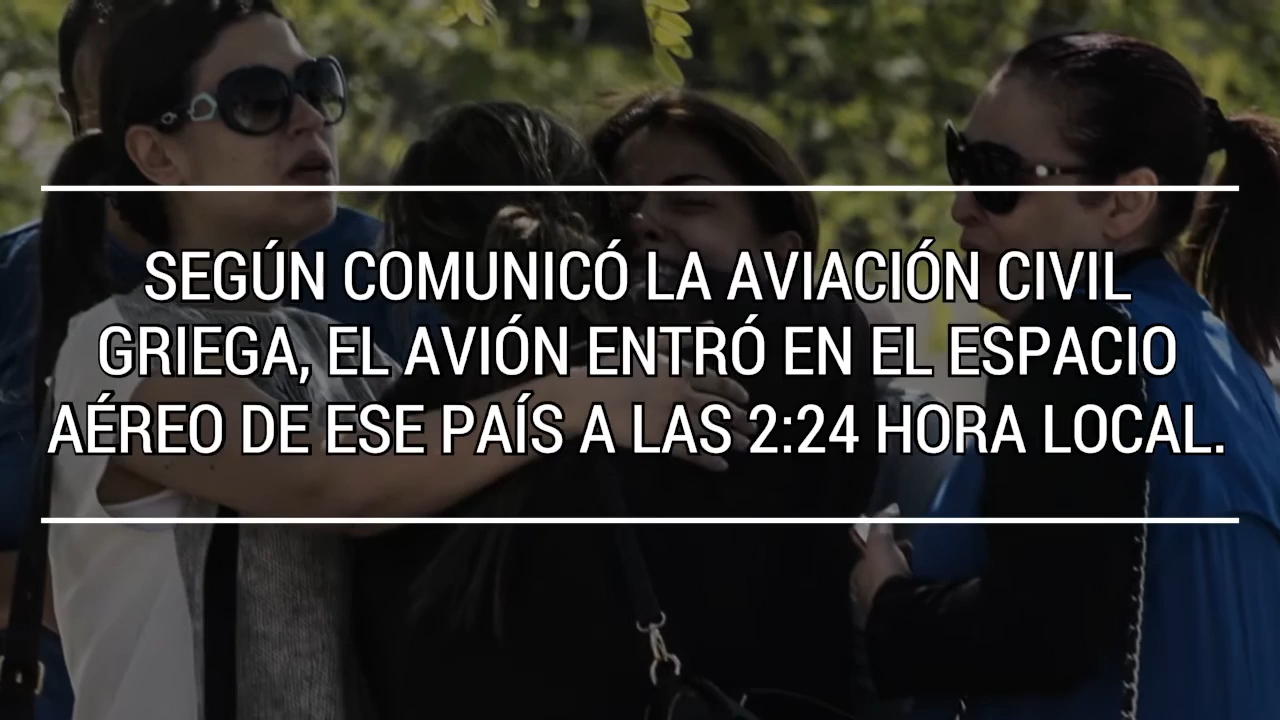 SEGÚN COMUNICÓ LA AVIACIÓN CIVIL
GRIEGA, EL AVIÓN ENTRÓ EN EL ESPACIO
AÉREO DE ESE PAÍS A LAS 2:24 HORA LOCAL.